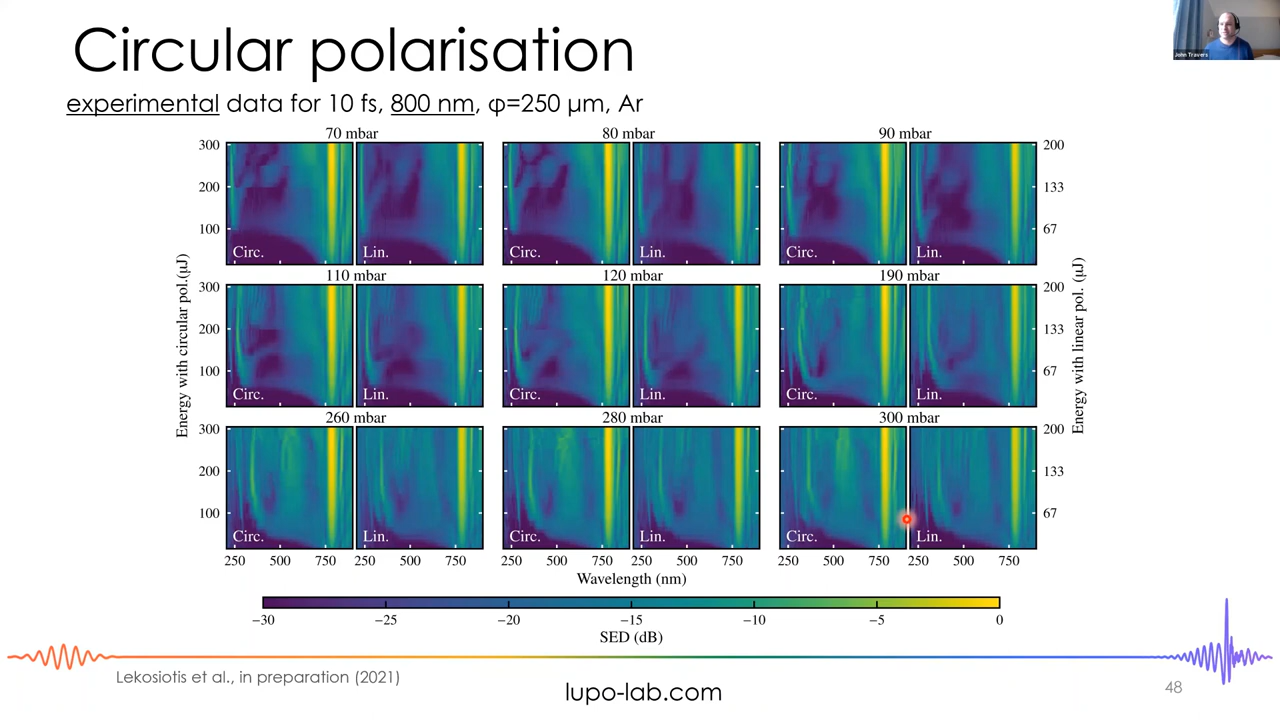 Circular polarisation
John Travers
experimental data for 10 fs, 800 nm, φ=250 μm, Ar
70 mbar 80 mbar 90 mbar
300 200
200 133
100 67
Circ. Lin. Circ. Lin. Circ. Lin.
110 mbar 120 mbar 190 mbar
300 200
200 133
100 67
Circ. Lin. Circ. Lin. Circ. Lin.
260 mbar 280 mbar 300 mbar
300 200
200 133
100 67
Circ. Lin. Circ. Lin. Circ. Lin.
250 500 750 250 500 750 250 500 750 250 500 750 250 500 750 250 500 750
Energy with circular pol.(μJ)
Energy with linear pol. (μJ)
Wavelength (nm)
−30 −25 −20 −15 −10 −5 0
SED (dB)
Lekosiotis et al., in preparation (2021)
lupo-lab.com
48